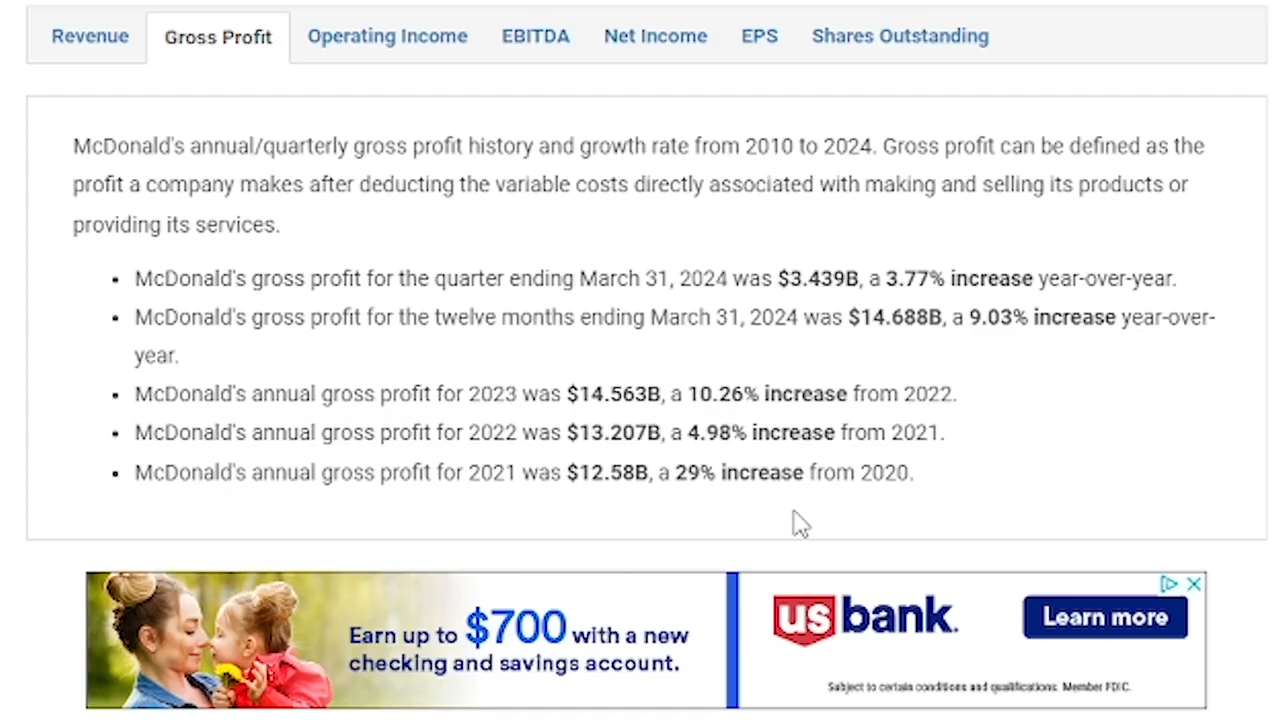 Revenue Gross Profit Operating Income EBITDA Net Income EPS Shares Outstanding
McDonald's annual/quarterly gross profit history and growth rate from 2010 to 2024. Gross profit can be defined as the
profit a company makes after deducting the variable costs directly associated with making and selling its products or
providing its services.
• McDonald's gross profit for the quarter ending March 31, 2024 was $3.439B, a 3.77% increase year-over-year.
• McDonald's gross profit for the twelve months ending March 31, 2024 was $14.688B, a 9.03% increase year-over-
year.
• McDonald's annual gross profit for 2023 was $14.563B, a 10.26% increase from 2022.
• McDonald's annual gross profit for 2022 was $13.207B, a 4.98% increase from 2021.
• McDonald's annual gross profit for 2021 was $12.58B, a 29% increase from 2020.
Earn up to $700 with a new
checking and savings account.
us bank.
Learn more
Subject to certain conditions and qualifications. Member FDIC.